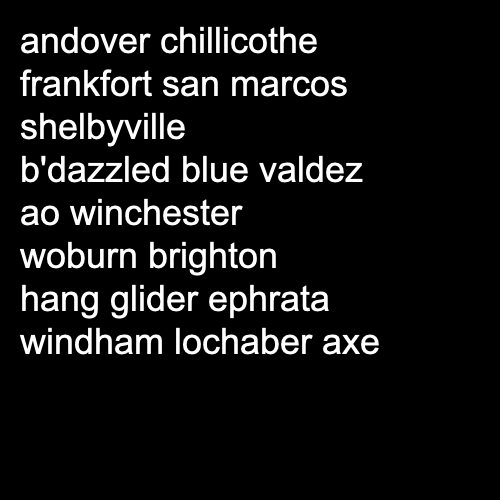 andover chillicothe
frankfort san marcos
shelbyville
b'dazzled blue valdez
ao winchester
woburn brighton
hang glider ephrata
windham lochaber axe